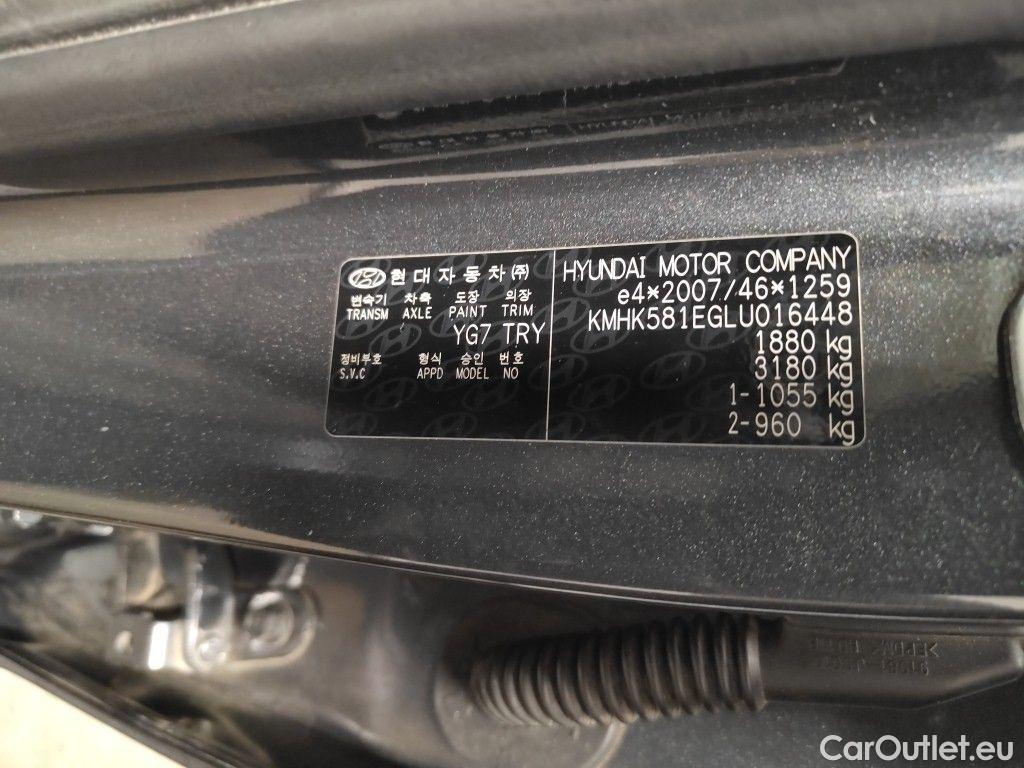 현대자동차㈜
변속기 차축 도장 의장
TRANSM AXLE PAINT TRIM
YG7 TRY
정비부호 형식 승인 번호
S.V.C APPD MODEL NO
HYUNDAI MOTOR COMPANY
e4*2007/46*1259
KMHK581EGLU016448
1880 kg
3180 kg
1-1055 kg
2-960 kg
CarOutlet.eu